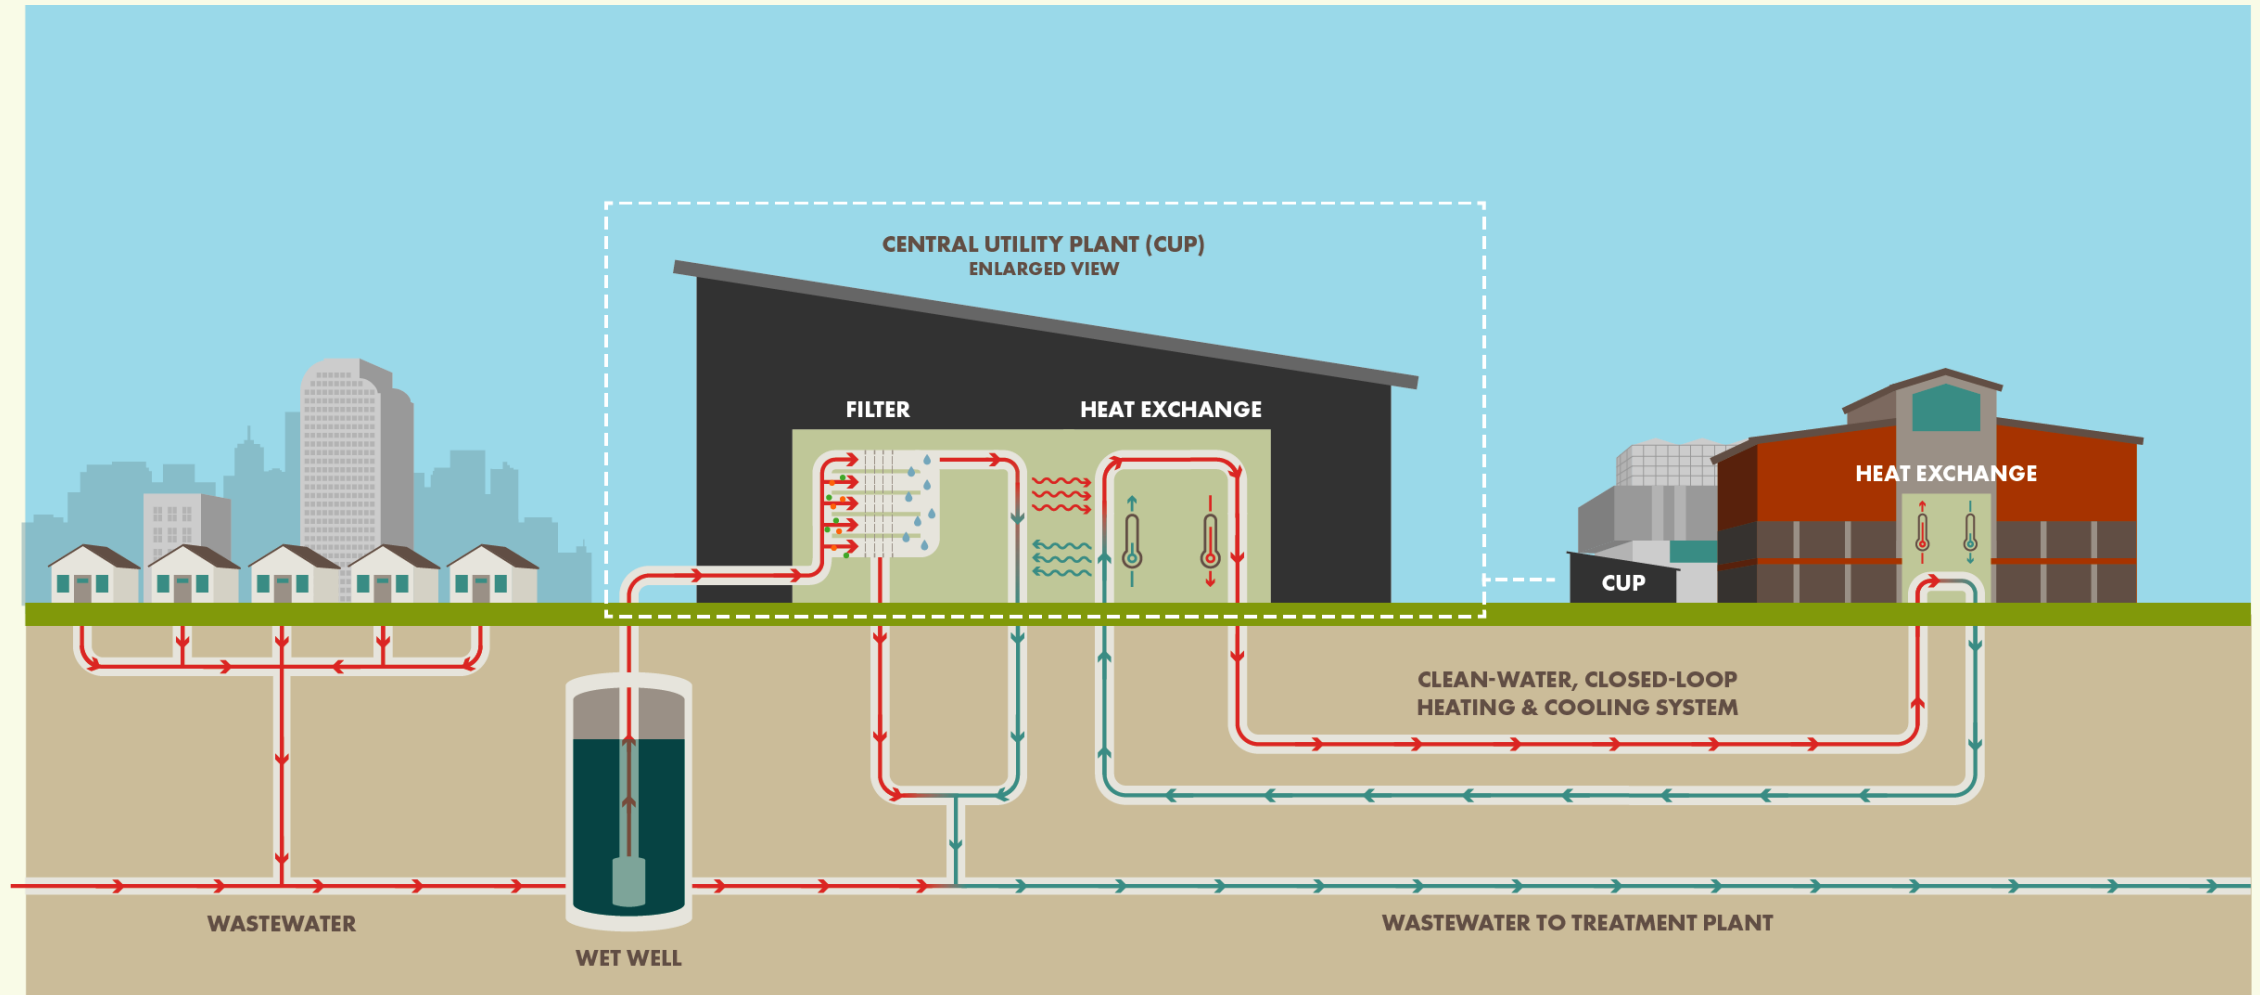 CENTRAL UTILITY PLANT (CUP)
ENLARGED VIEW
FILTER
HEAT EXCHANGE
HEAT EXCHANGE
CUP
CLEAN-WATER, CLOSED-LOOP
HEATING & COOLING SYSTEM
WASTEWATER
WASTEWATER TO TREATMENT PLANT
WET WELL